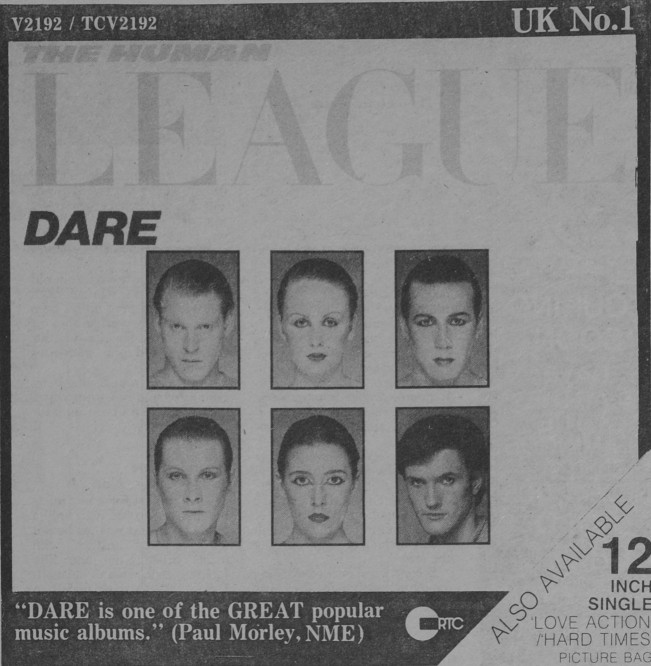 V2192 / TCV2192
UK No.1
THE HUMAN
LEAGUE
DARE
"DARE is one of the GREAT popular
music albums." (Paul Morley, NME)
RTC
ALSO AVAILABLE
12
INCH
SINGLE
'LOVE ACTION
/HARD TIMES
PICTURE BAG